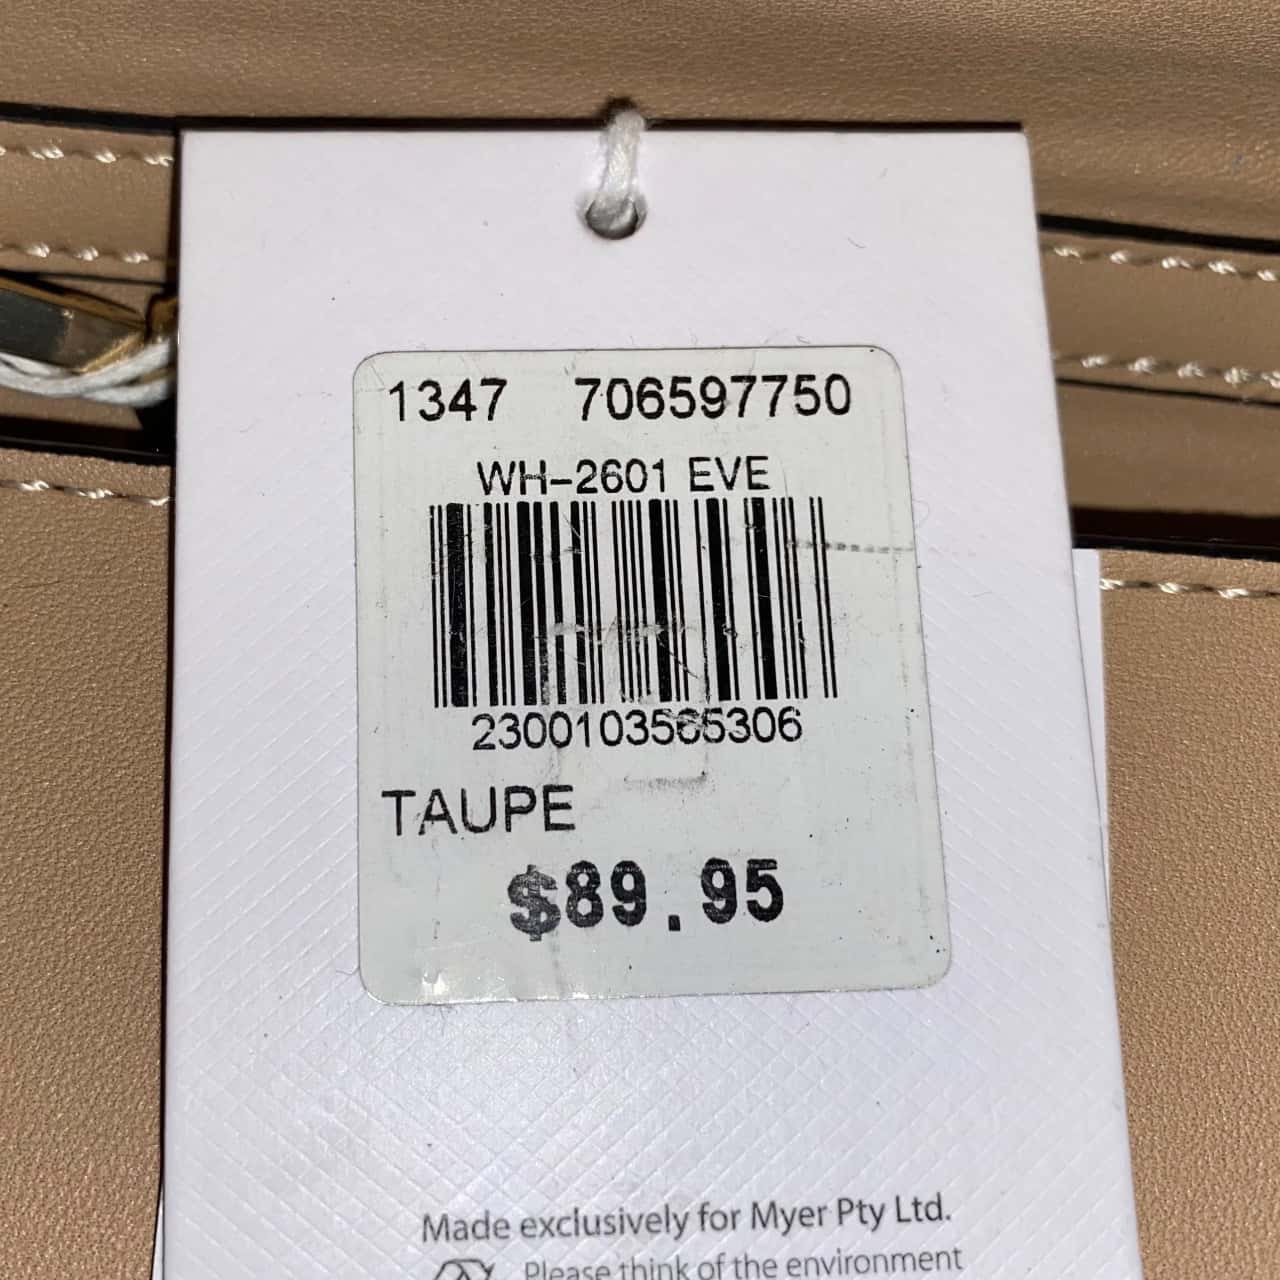 1347 706597750
WH-2601 EVE
2300103565306
TAUPE
$89.95
Made exclusively for Myer Pty Ltd.
Please think of the environment